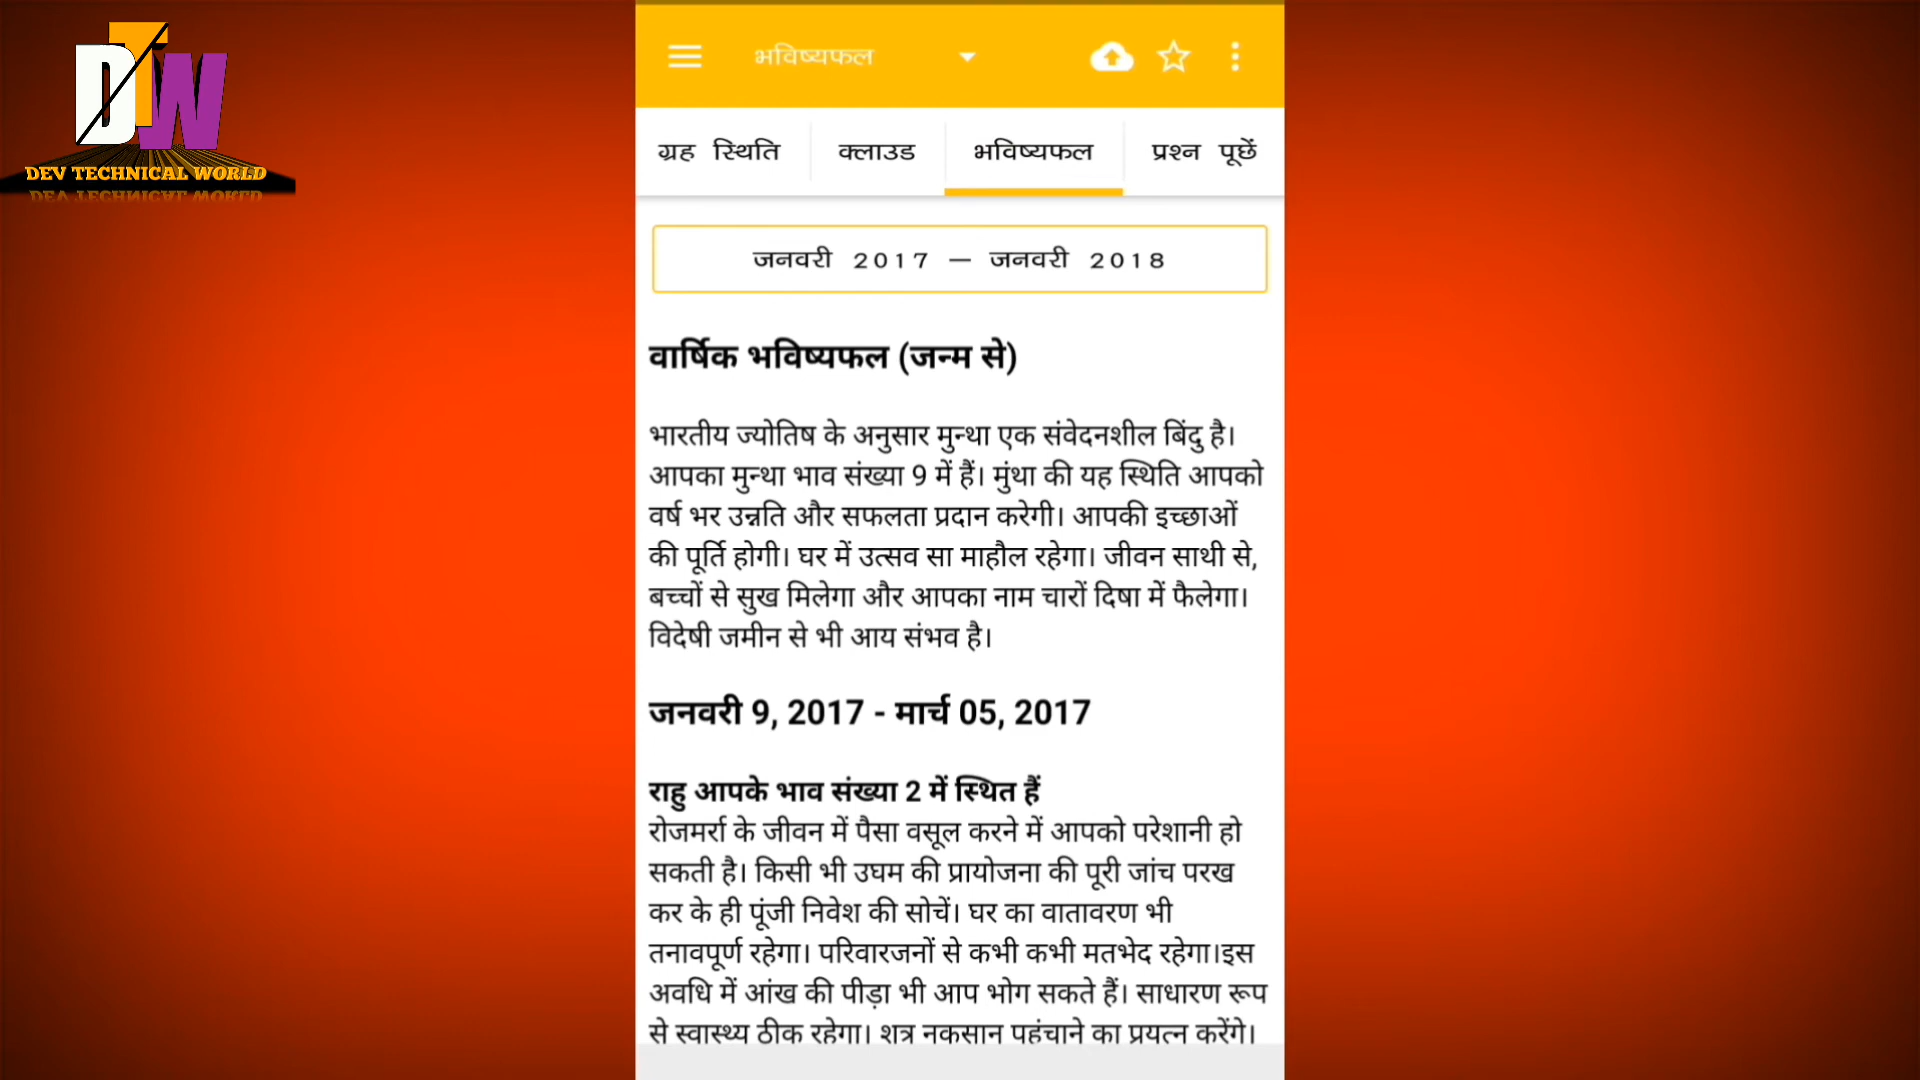 DTW
DEV TECHNICAL WORLD
भविष्यफल
ग्रह स्थिति क्लाउड भविष्यफल प्रश्न पूछें
जनवरी 2017 — जनवरी 2018
वार्षिक भविष्यफल (जन्म से)
भारतीय ज्योतिष के अनुसार मुन्था एक संवेदनशील बिंदु है।
आपका मुन्था भाव संख्या 9 में हैं। मुंथा की यह स्थिति आपको
वर्ष भर उन्नति और सफलता प्रदान करेगी। आपकी इच्छाओं
की पूर्ति होगी। घर में उत्सव सा माहौल रहेगा। जीवन साथी से,
बच्चों से सुख मिलेगा और आपका नाम चारों दिषा में फैलेगा।
विदेषी जमीन से भी आय संभव है।
जनवरी 9, 2017 - मार्च 05, 2017
राहु आपके भाव संख्या 2 में स्थित हैं
रोजमर्रा के जीवन में पैसा वसूल करने में आपको परेशानी हो
सकती है। किसी भी उघम की प्रायोजना की पूरी जांच परख
कर के ही पूंजी निवेश की सोचें। घर का वातावरण भी
तनावपूर्ण रहेगा। परिवारजनों से कभी कभी मतभेद रहेगा।इस
अवधि में आंख की पीड़ा भी आप भोग सकते हैं। साधारण रूप
से स्वास्थ्य ठीक रहेगा। शत्रु नुकसान पहुंचाने का प्रयत्न करेंगे।